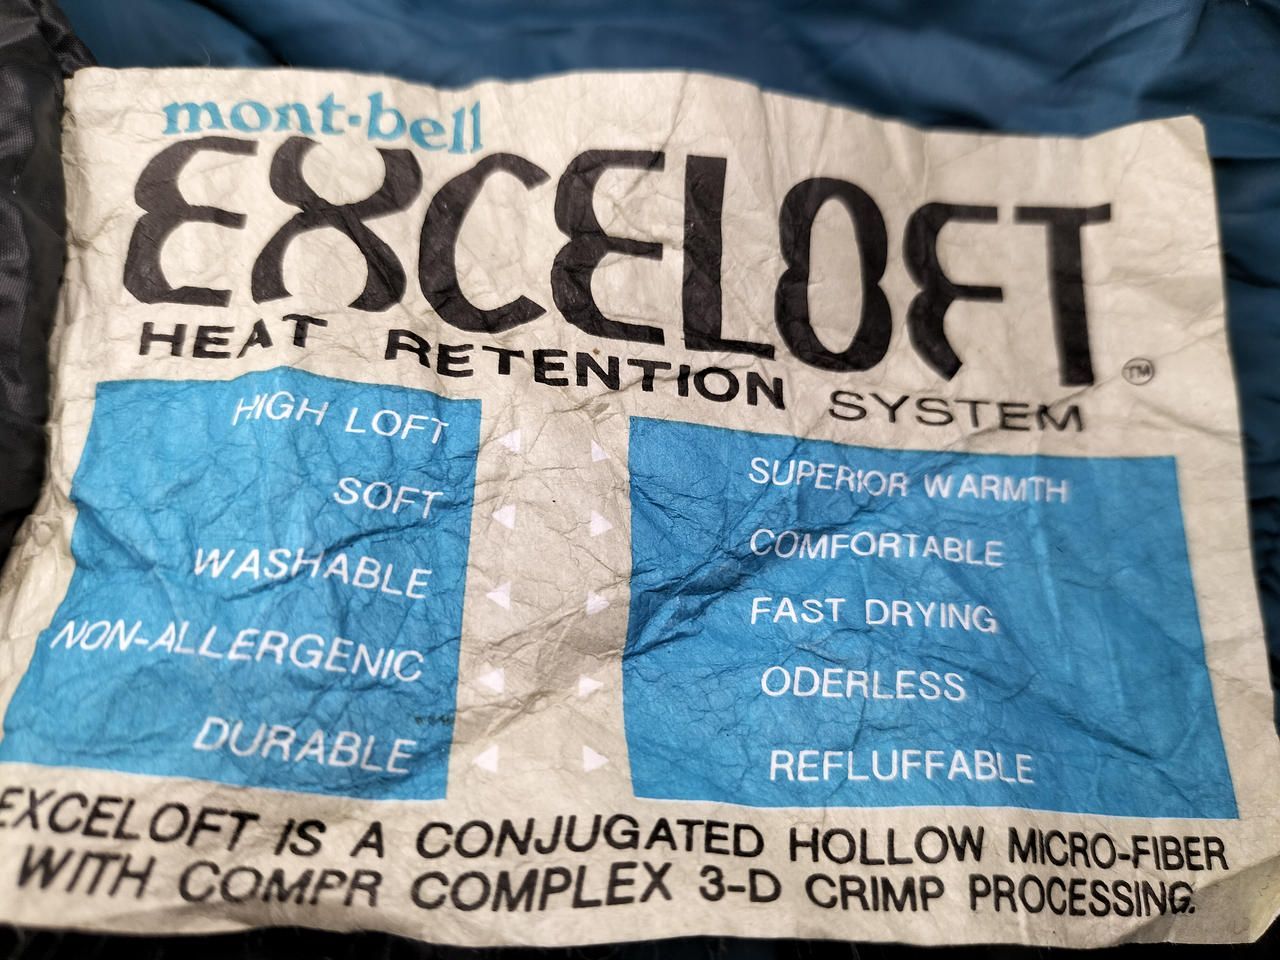 mont-bell
EXCELOFT
HEAT RETENTION SYSTEM
TM
HIGH LOFT
SOFT
WASHABLE
NON-ALLERGENIC
DURABLE
SUPERIOR WARMTH
COMFORTABLE
FAST DRYING
ODERLESS
REFLUFFABLE
EXCELOFT IS A CONJUGATED HOLLOW MICRO-FIBER
WITH COMPR COMPLEX 3-D CRIMP PROCESSING.